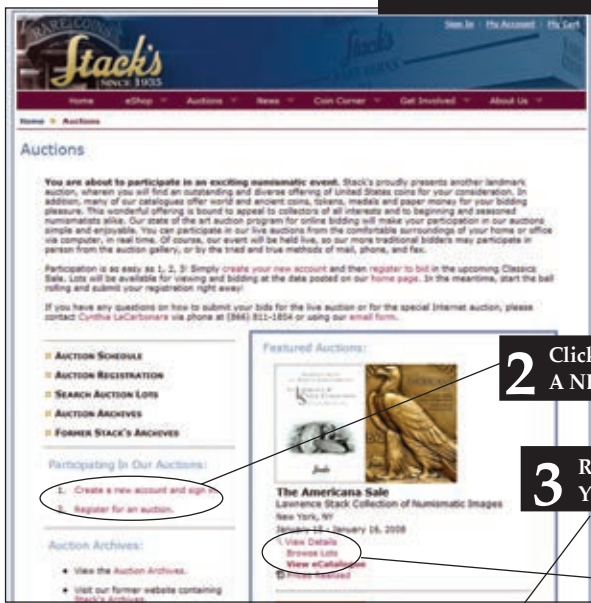 RARE COINS
Stack's
SINCE 1935
Sign In | My Account | My Cart
Home eShop Auctions News Coin Corner Get Involved About Us
Home Auctions
Auctions
You are about to participate in an exciting numismatic event. Stack's proudly presents another landmark
auction, wherein you will find an outstanding and diverse offering of United States coins for your consideration. In
addition, many of our catalogues offer world and ancient coins, tokens, medals and paper money for your bidding
pleasure. This wonderful offering is bound to appeal to collectors of all interests and to beginning and seasoned
numismatists alike. Our state of the art auction program for online bidding will make your participation in our auctions
simple and enjoyable. You can participate in our live auctions from the comfortable surroundings of your home or office
via computer, in real time. Of course, our event will be held live, so our more traditional bidders may participate in
person from the auction gallery, or by the tried and true methods of mail, phone, and fax.
Participation is as easy as 1, 2, 3! Simply create your new account and then register to bid in the upcoming Classics
Sale. Lots will be available for viewing and bidding at the date posted on our home page. In the meantime, start the ball
rolling and submit your registration right away!
If you have any questions on how to submit your bids for the live auction or for the special Internet auction, please
contact Cynthia LaCarbonara via phone at (866) 811-1804 or using our email form.
AUCTION SCHEDULE
AUCTION REGISTRATION
SEARCH AUCTION LOTS
AUCTION ARCHIVES
FORMER STACK'S ARCHIVES
Participating In Our Auctions:
1. Create a new account and sign in.
2. Register for an auction.
Auction Archives:
• View the Auction Archives.
• Visit our former website containing
Stack's Archives.
Featured Auctions:
The Americana Sale
Lawrence Stack Collection of Numismatic Images
New York, NY
January 15 - January 16, 2008
View Details
Browse Lots
View eCatalogue
Prices Realized
2 Click
A NE
3 R
Y